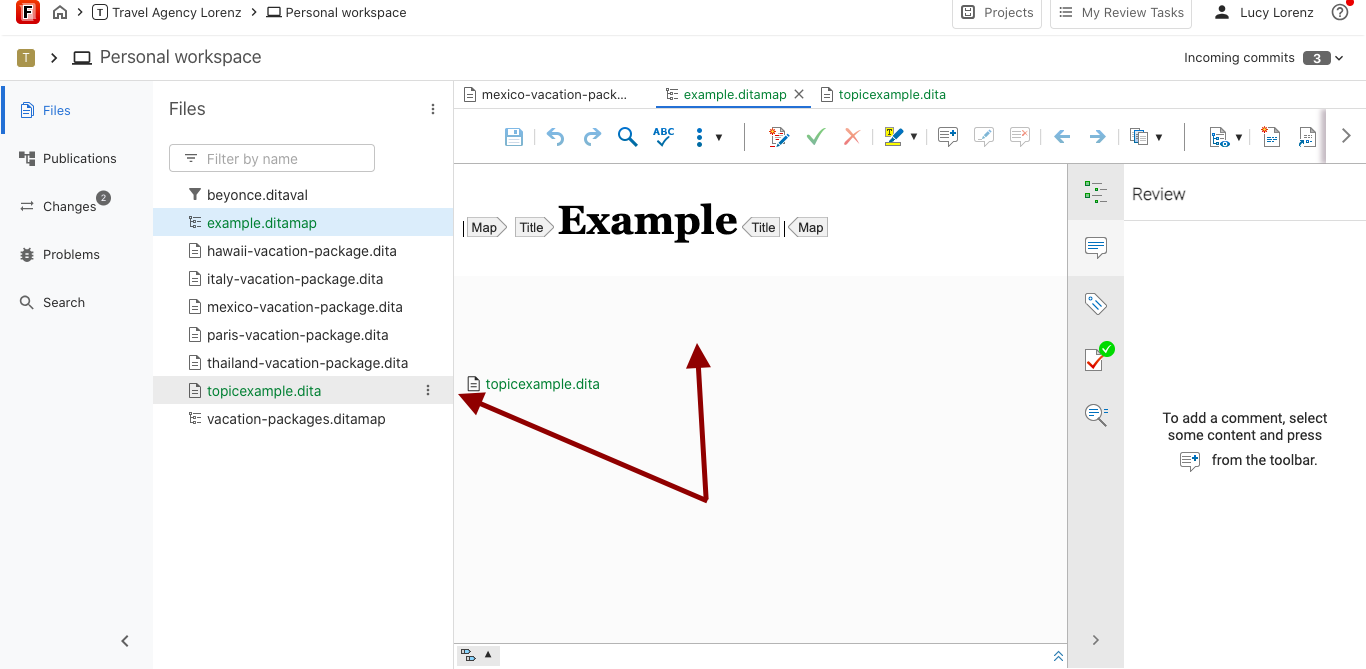 F > T Travel Agency Lorenz > Personal workspace Projects My Review Tasks Lucy Lorenz ?
T > Personal workspace Incoming commits 3
Files
Publications
Changes 2
Problems
Search
Files
Filter by name
beyonce.ditaval
example.ditamap
hawaii-vacation-package.dita
italy-vacation-package.dita
mexico-vacation-package.dita
paris-vacation-package.dita
thailand-vacation-package.dita
topicexample.dita
vacation-packages.ditamap
mexico-vacation-pack... example.ditamap topicexample.dita
ABC T
Map Title Example Title Map
topicexample.dita
Review
To add a comment, select
some content and press
from the toolbar.